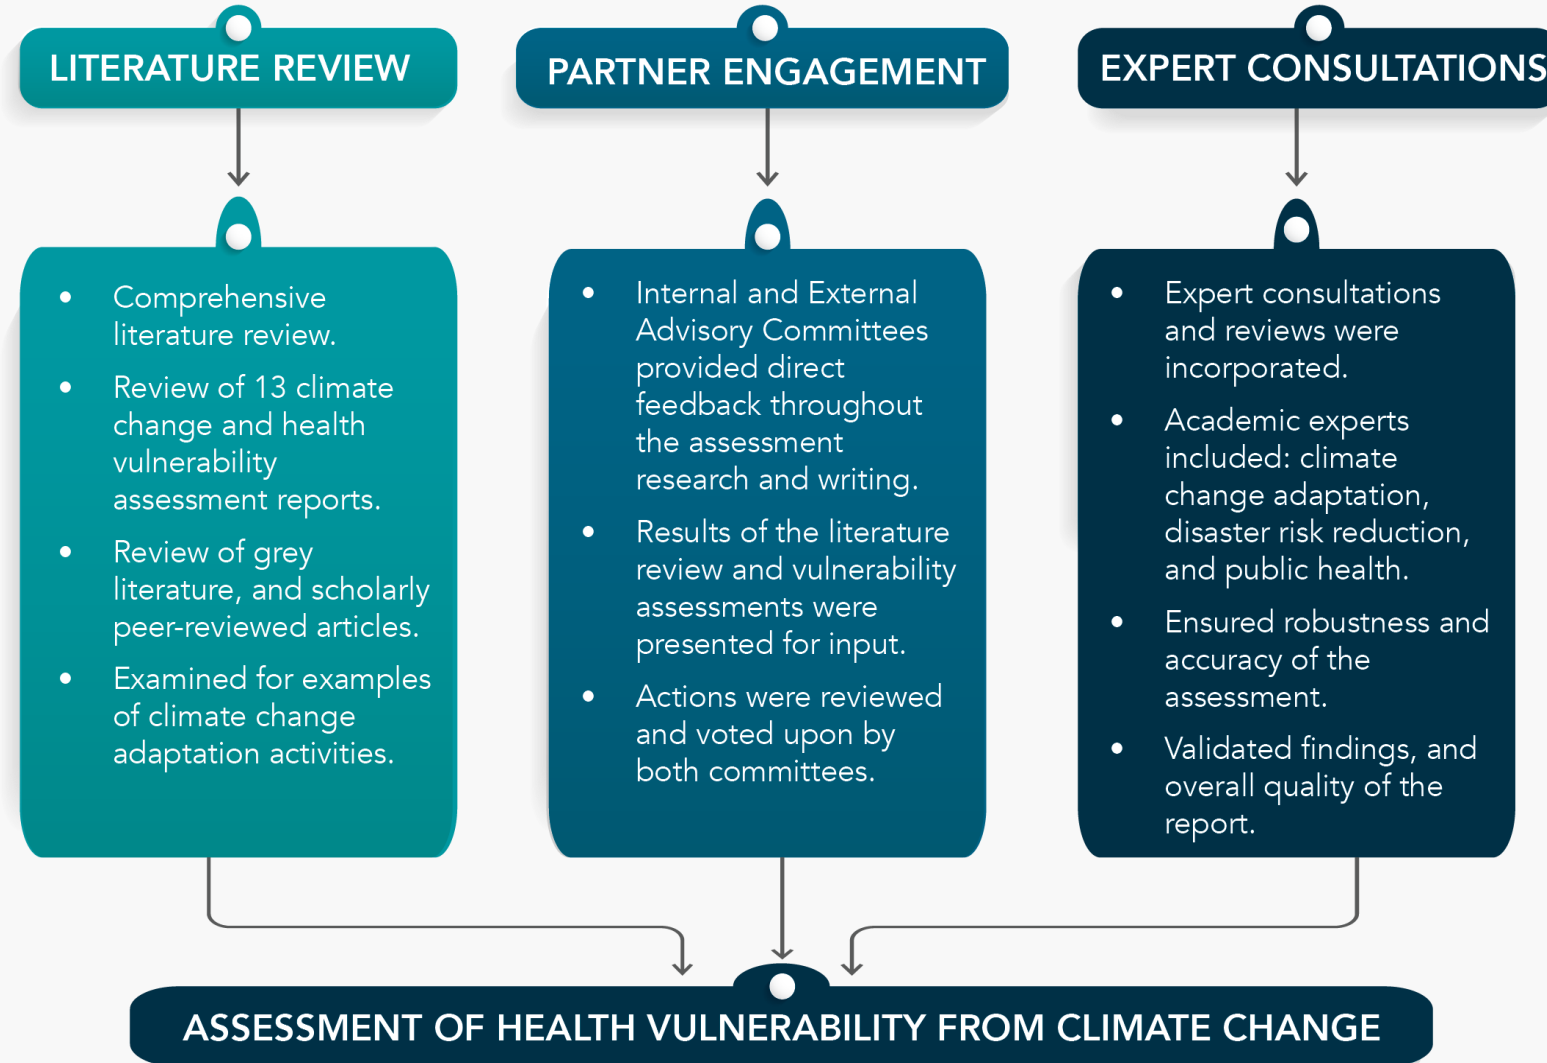 LITERATURE REVIEW
• Comprehensive
literature review.
• Review of 13 climate
change and health
vulnerability
assessment reports.
• Review of grey
literature, and scholarly
peer-reviewed articles.
• Examined for examples
of climate change
adaptation activities.
PARTNER ENGAGEMENT
• Internal and External
Advisory Committees
provided direct
feedback throughout
the assessment
research and writing.
• Results of the literature
review and vulnerability
assessments were
presented for input.
• Actions were reviewed
and voted upon by
both committees.
EXPERT CONSULTATIONS
• Expert consultations
and reviews were
incorporated.
• Academic experts
included: climate
change adaptation,
disaster risk reduction,
and public health.
• Ensured robustness and
accuracy of the
assessment.
• Validated findings, and
overall quality of the
report.
ASSESSMENT OF HEALTH VULNERABILITY FROM CLIMATE CHANGE